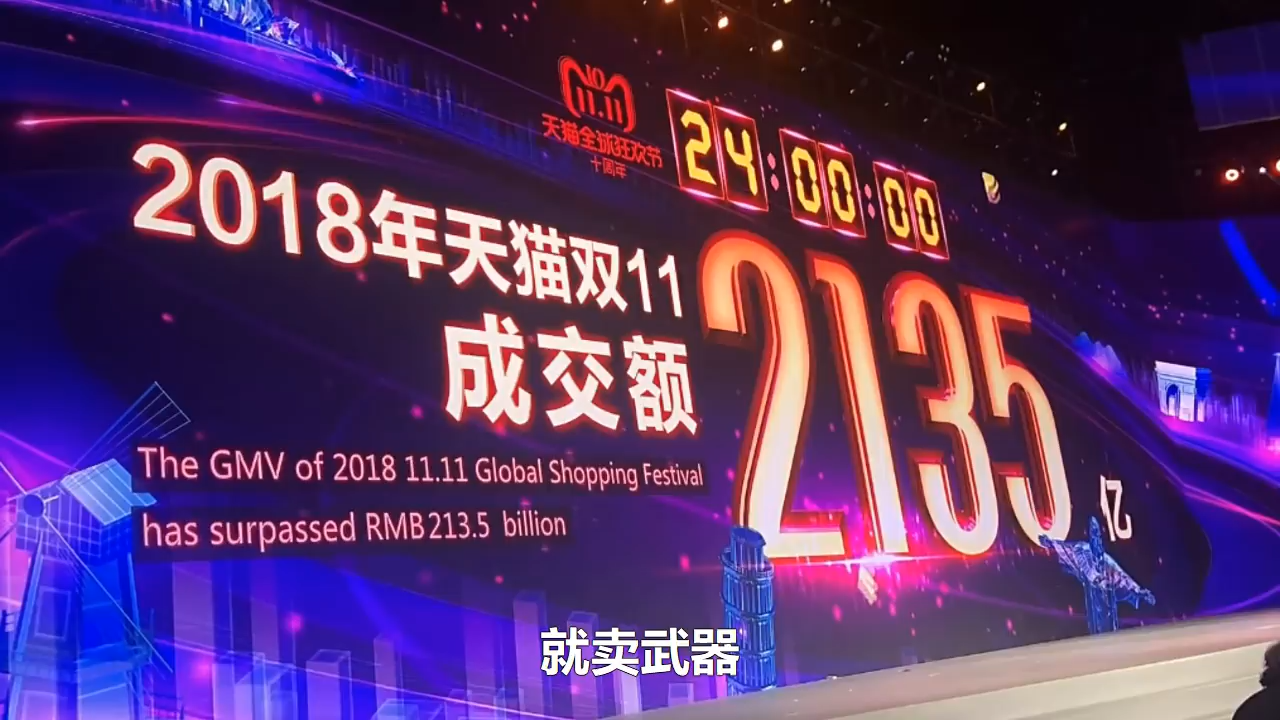 10
11.11
天猫全球狂欢节
十周年
24:00:00
2018年天猫双11
成交额
2135
亿
The GMV of 2018 11.11 Global Shopping Festival
has surpassed RMB213.5 billion
就卖武器